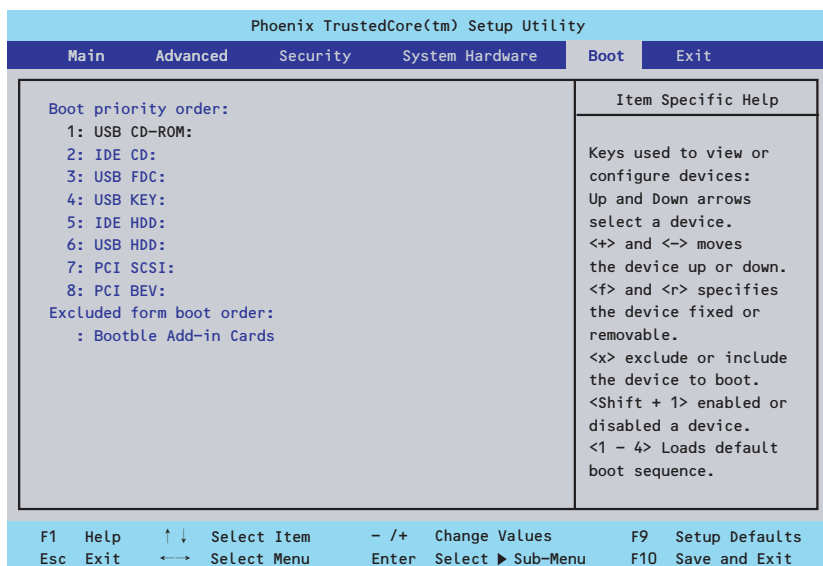 Phoenix TrustedCore(tm) Setup Utility
Main Advanced Security System Hardware Boot Exit
Boot priority order:
1: USB CD-ROM:
2: IDE CD:
3: USB FDC:
4: USB KEY:
5: IDE HDD:
6: USB HDD:
7: PCI SCSI:
8: PCI BEV:
Excluded form boot order:
: Bootble Add-in Cards
Item Specific Help
Keys used to view or
configure devices:
Up and Down arrows
select a device.
<+> and <-> moves
the device up or down.
<f> and <r> specifies
the device fixed or
removable.
<x> exclude or include
the device to boot.
<Shift + 1> enabled or
disabled a device.
<1 - 4> Loads default
boot sequence.
F1 Help ↑↓ Select Item - /+ Change Values F9 Setup Defaults
Esc Exit ←→ Select Menu Enter Select ▶ Sub-Menu F10 Save and Exit